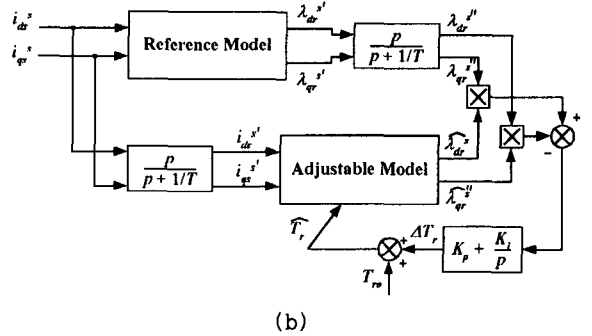 i_ds^s
i_qs^s
Reference Model
λ_dr^s'
λ_qr^s'
p
p + 1/T
λ_dr^s''
λ_qr^s''
p
p + 1/T
i_ds^s'
i_qs^s'
Adjustable Model
λ̂_dr^s
λ̂_qr^s''
+
−
T̂_r
ΔT_r
+
+
T_ro
K_p + K_i/p
(b)